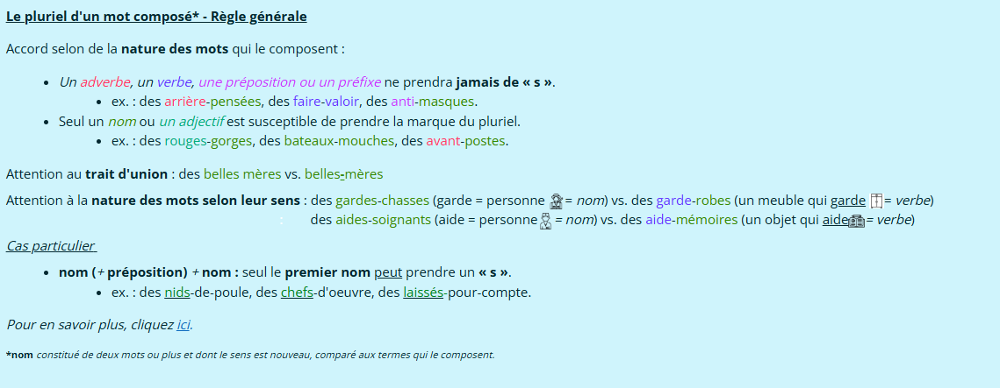 Le pluriel d'un mot composé* - Règle générale
Accord selon de la nature des mots qui le composent :
• Un adverbe, un verbe, une préposition ou un préfixe ne prendra jamais de « s ».
• ex. : des arrière-pensées, des faire-valoir, des anti-masques.
• Seul un nom ou un adjectif est susceptible de prendre la marque du pluriel.
• ex. : des rouges-gorges, des bateaux-mouches, des avant-postes.
Attention au trait d'union : des belles mères vs. belles-mères
Attention à la nature des mots selon leur sens : des gardes-chasses (garde = personne = nom) vs. des garde-robes (un meuble qui garde = verbe)
: des aides-soignants (aide = personne = nom) vs. des aide-mémoires (un objet qui aide = verbe)
Cas particulier
• nom (+ préposition) + nom : seul le premier nom peut prendre un « s ».
• ex. : des nids-de-poule, des chefs-d'oeuvre, des laissés-pour-compte.
Pour en savoir plus, cliquez ici.
*nom constitué de deux mots ou plus et dont le sens est nouveau, comparé aux termes qui le composent.